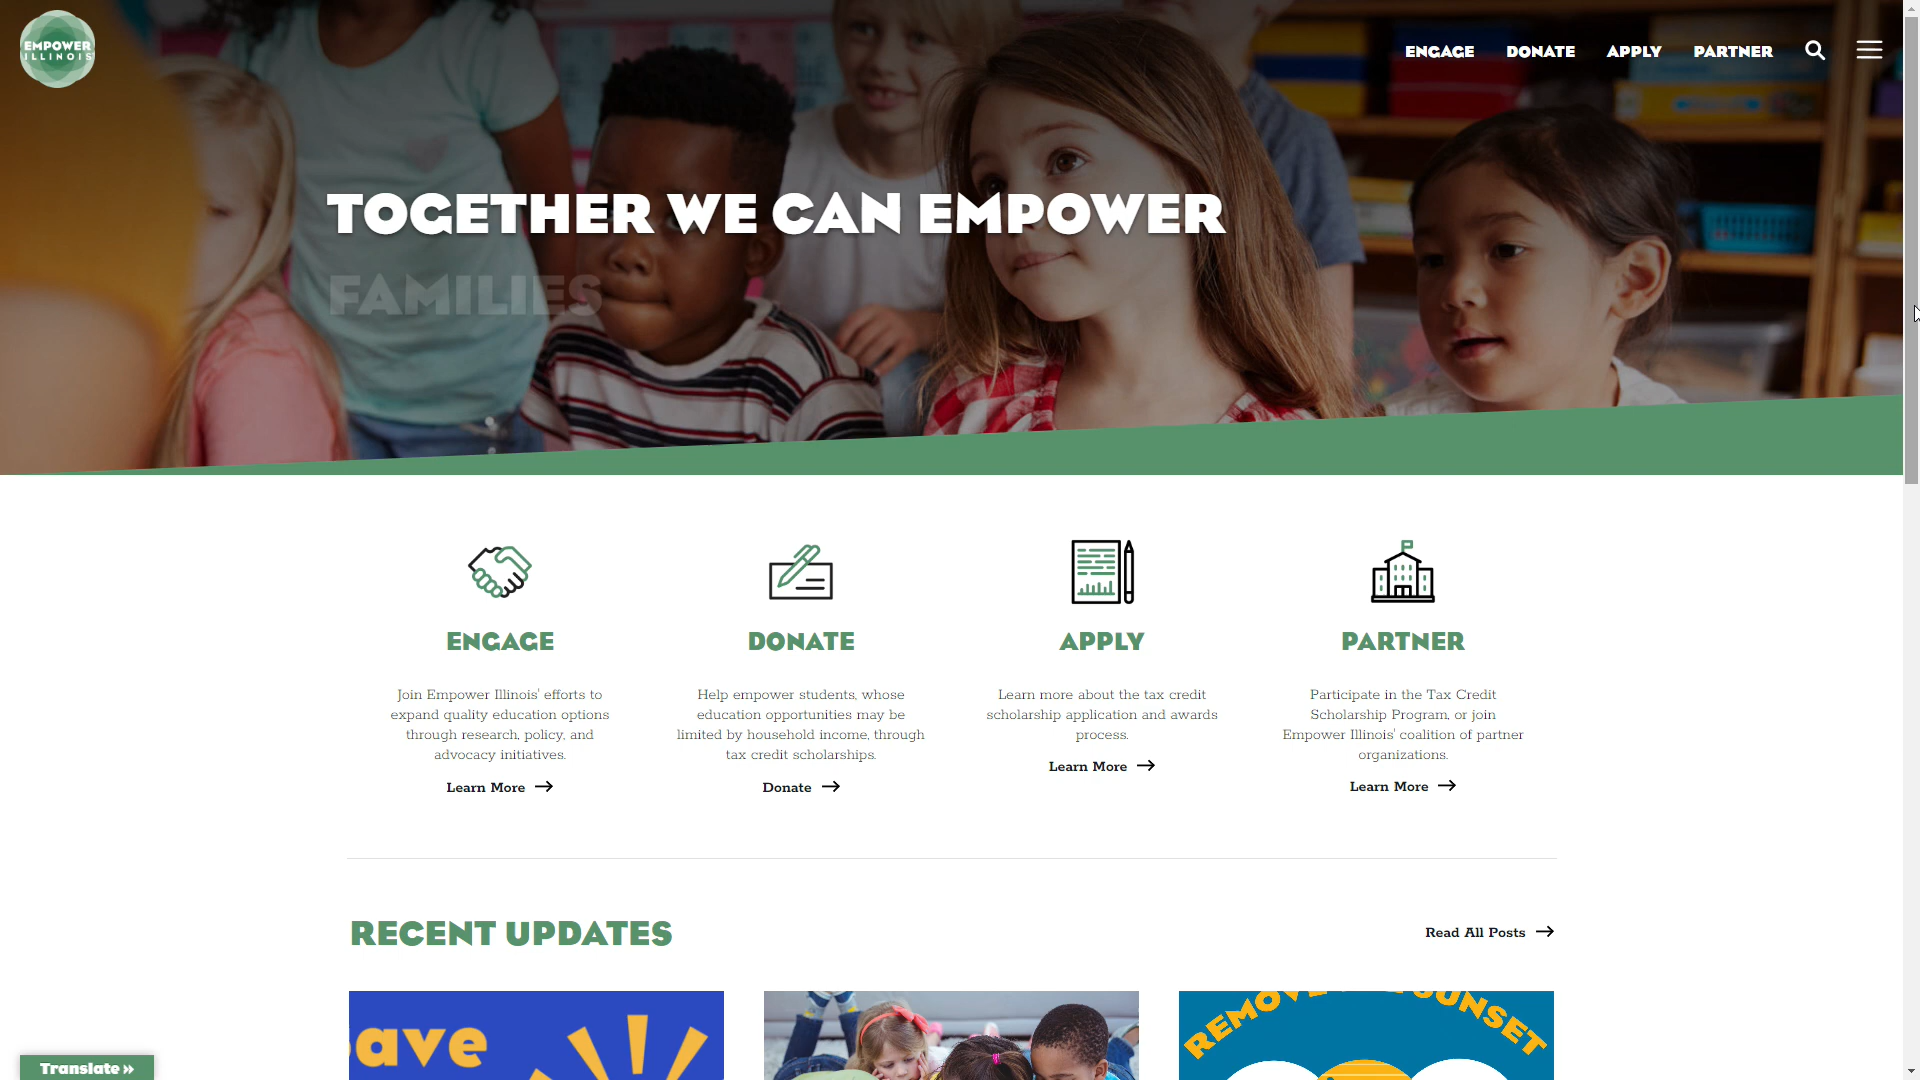 EMPOWER
ILLINOIS
ENGAGE
DONATE
APPLY
PARTNER
TOGETHER WE CAN EMPOWER
FAMILIES
ENGAGE
Join Empower Illinois' efforts to
expand quality education options
through research, policy, and
advocacy initiatives.
Learn More
DONATE
Help empower students, whose
education opportunities may be
limited by household income, through
tax credit scholarships.
Donate
APPLY
Learn more about the tax credit
scholarship application and awards
process.
Learn More
PARTNER
Participate in the Tax Credit
Scholarship Program, or join
Empower Illinois' coalition of partner
organizations.
Learn More
RECENT UPDATES
Read All Posts
ave
REMOVE
SUNSET
Translate »